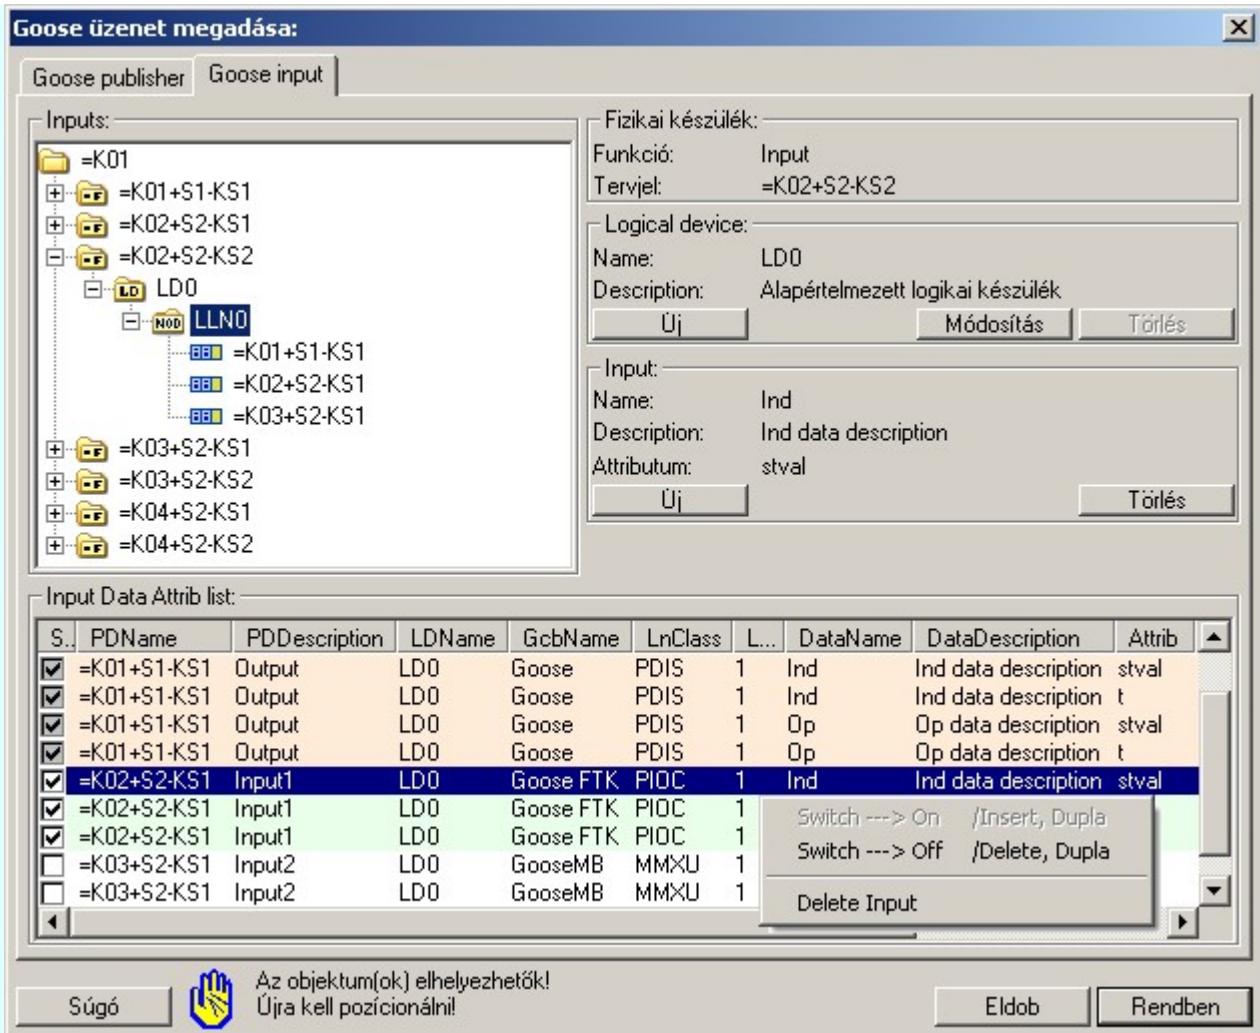 Goose üzenet megadása:
Goose publisher Goose input
Inputs:
=K01
=K01+S1-KS1
=K02+S2-KS1
=K02+S2-KS2
LD LD0
NOD LLN0
=K01+S1-KS1
=K02+S2-KS1
=K03+S2-KS1
=K03+S2-KS1
=K03+S2-KS2
=K04+S2-KS1
=K04+S2-KS2
Fizikai készülék:
Funkció: Input
Tervjel: =K02+S2-KS2
Logical device:
Name: LD0
Description: Alapértelmezett logikai készülék
Új Módosítás Törlés
Input:
Name: Ind
Description: Ind data description
Attributum: stval
Új Törlés
Input Data Attrib list:
S.. PDName PDDescription LDName GcbName LnClass L... DataName DataDescription Attrib
=K01+S1-KS1 Output LD0 Goose PDIS 1 Ind Ind data description stval
=K01+S1-KS1 Output LD0 Goose PDIS 1 Ind Ind data description t
=K01+S1-KS1 Output LD0 Goose PDIS 1 Op Op data description stval
=K01+S1-KS1 Output LD0 Goose PDIS 1 Op Op data description t
=K02+S2-KS1 Input1 LD0 Goose FTK PIOC 1 Ind Ind data description stval
=K02+S2-KS1 Input1 LD0 Goose FTK PIOC 1
=K02+S2-KS1 Input1 LD0 Goose FTK PIOC 1
=K03+S2-KS1 Input2 LD0 GooseMB MMXU 1
=K03+S2-KS1 Input2 LD0 GooseMB MMXU 1
Switch ---> On /Insert, Dupla
Switch ---> Off /Delete, Dupla
Delete Input
Súgó
Az objektum(ok) elhelyezhetők!
Újra kell pozícionálni!
Eldob Rendben